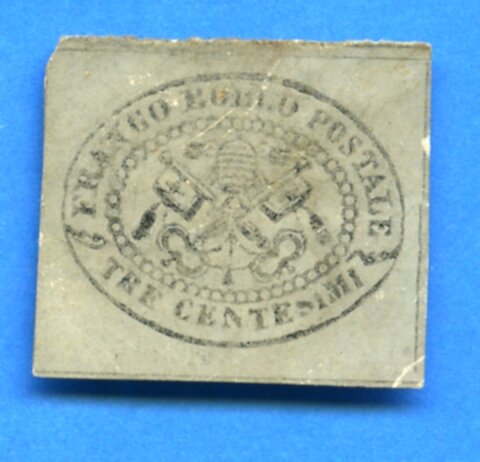 FRANCO BOLLO POSTALE
TRE CENTESIMI